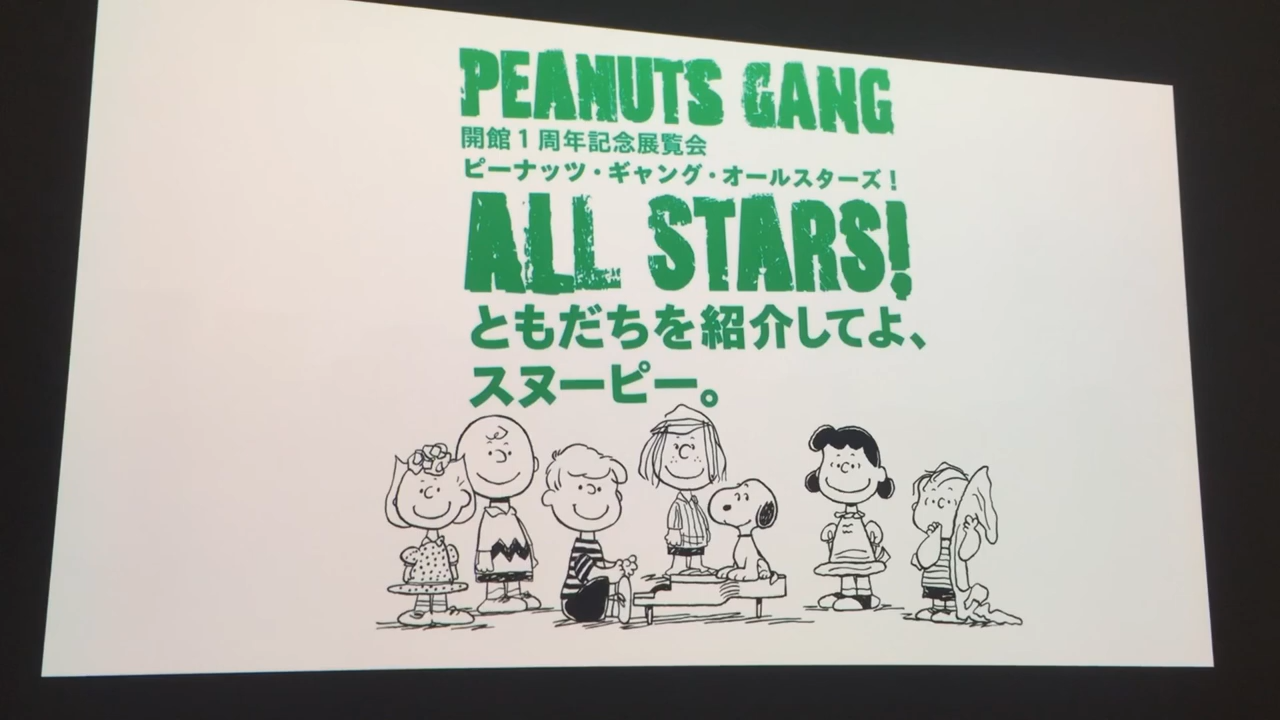 PEANUTS GANG
開館1周年記念展覧会
ピーナッツ・ギャング・オールスターズ！
ALL STARS!
ともだちを紹介してよ、
スヌーピー。